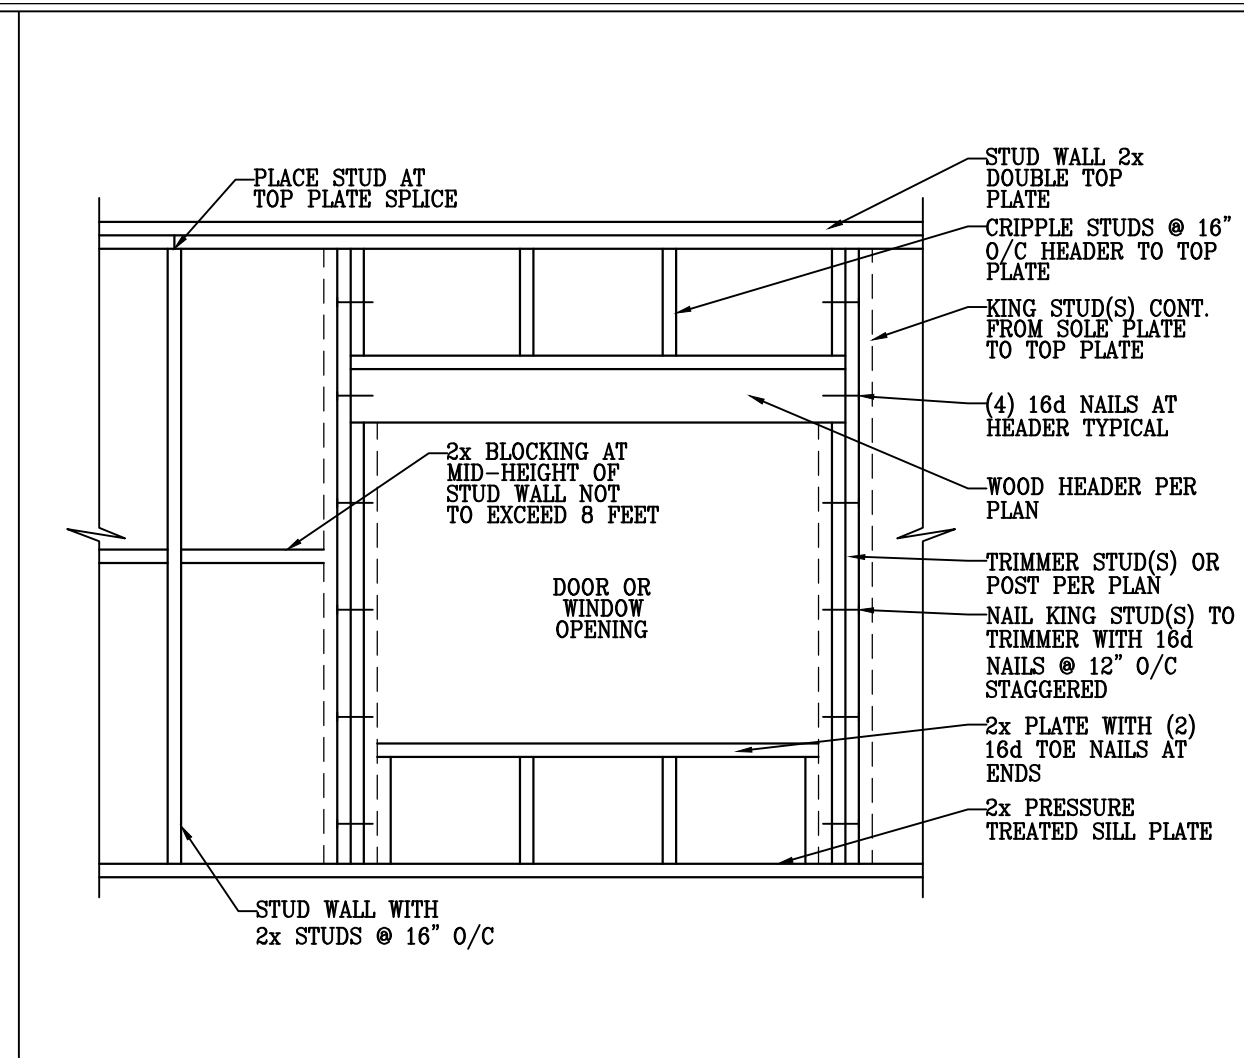 PLACE STUD AT
TOP PLATE SPLICE
STUD WALL 2x
DOUBLE TOP
PLATE
CRIPPLE STUDS @ 16"
O/C HEADER TO TOP
PLATE
KING STUD(S) CONT.
FROM SOLE PLATE
TO TOP PLATE
(4) 16d NAILS AT
HEADER TYPICAL
2x BLOCKING AT
MID-HEIGHT OF
STUD WALL NOT
TO EXCEED 8 FEET
WOOD HEADER PER
PLAN
DOOR OR
WINDOW
OPENING
TRIMMER STUD(S) OR
POST PER PLAN
NAIL KING STUD(S) TO
TRIMMER WITH 16d
NAILS @ 12" O/C
STAGGERED
2x PLATE WITH (2)
16d TOE NAILS AT
ENDS
2x PRESSURE
TREATED SILL PLATE
STUD WALL WITH
2x STUDS @ 16" O/C